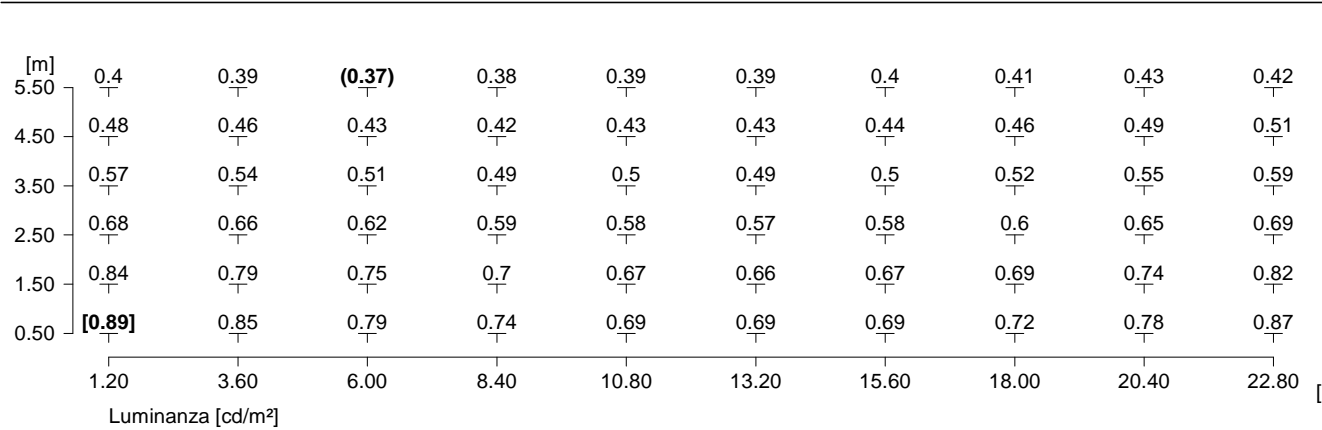 [m]
5.50 0.4 0.39 (0.37) 0.38 0.39 0.39 0.4 0.41 0.43 0.42
4.50 0.48 0.46 0.43 0.42 0.43 0.43 0.44 0.46 0.49 0.51
3.50 0.57 0.54 0.51 0.49 0.5 0.49 0.5 0.52 0.55 0.59
2.50 0.68 0.66 0.62 0.59 0.58 0.57 0.58 0.6 0.65 0.69
1.50 0.84 0.79 0.75 0.7 0.67 0.66 0.67 0.69 0.74 0.82
0.50 [0.89] 0.85 0.79 0.74 0.69 0.69 0.69 0.72 0.78 0.87
1.20 3.60 6.00 8.40 10.80 13.20 15.60 18.00 20.40 22.80 [
Luminanza [cd/m²]